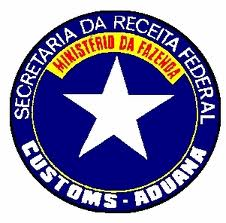 SECRETARIA DA RECEITA FEDERAL
MINISTÉRIO DA FAZENDA
CUSTOMS - ADUANA